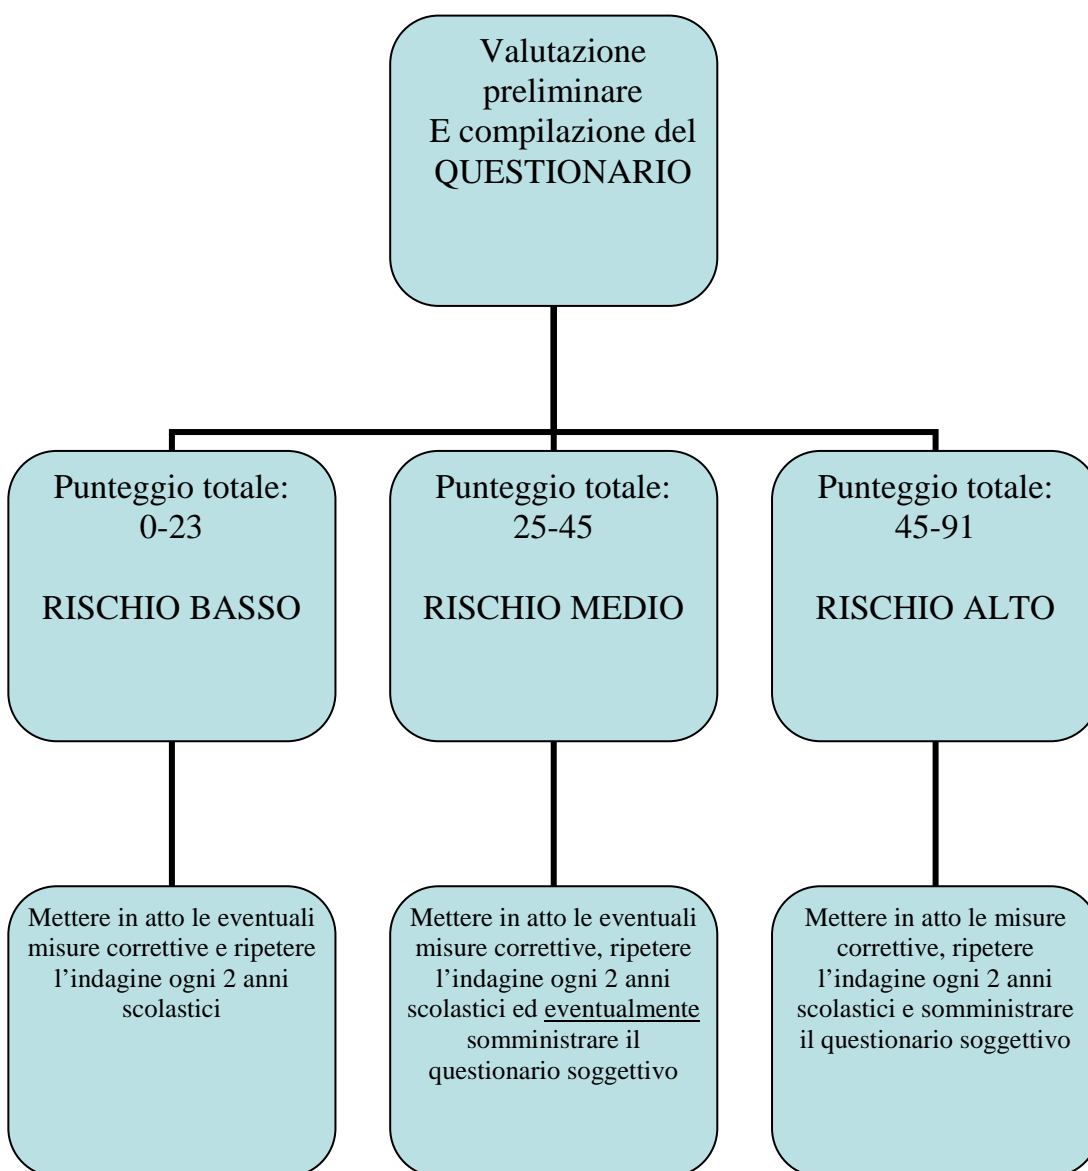 Valutazione
preliminare
E compilazione del
QUESTIONARIO
Punteggio totale:
0-23
RISCHIO BASSO
Punteggio totale:
25-45
RISCHIO MEDIO
Punteggio totale:
45-91
RISCHIO ALTO
Mettere in atto le eventuali
misure correttive e ripetere
l’indagine ogni 2 anni
scolastici
Mettere in atto le eventuali
misure correttive, ripetere
l’indagine ogni 2 anni
scolastici ed eventualmente
somministrare il
questionario soggettivo
Mettere in atto le misure
correttive, ripetere
l’indagine ogni 2 anni
scolastici e somministrare
il questionario soggettivo